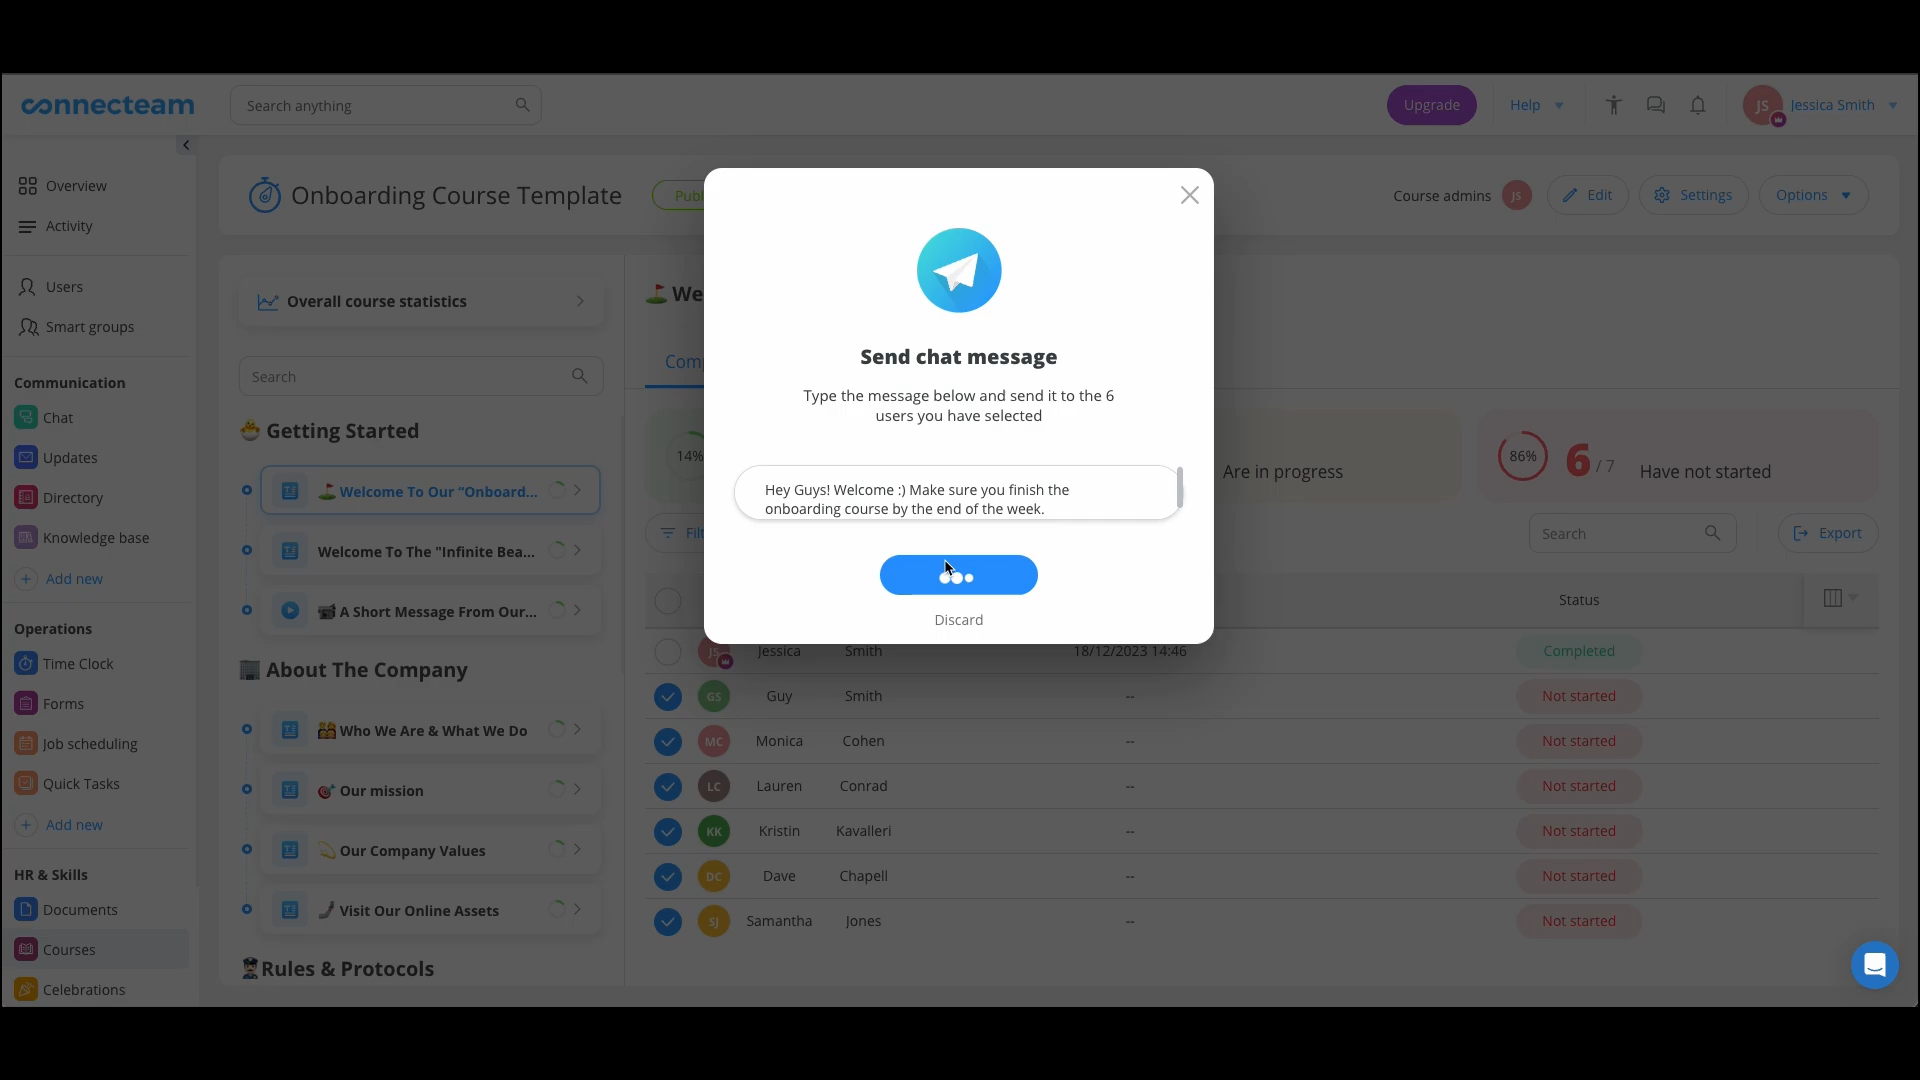 connecteam
Search anything
Upgrade
Help
JS
Jessica Smith
Overview
Activity
Users
Smart groups
Communication
Chat
Updates
Directory
Knowledge base
Add new
Operations
Time Clock
Forms
Job scheduling
Quick Tasks
Add new
HR & Skills
Documents
Courses
Celebrations
Onboarding Course Template
Course admins
JS
Edit
Settings
Options
Overall course statistics
Search
Getting Started
Welcome To Our “Onboard...
Welcome To The "Infinite Bea...
A Short Message From Our...
About The Company
Who We Are & What We Do
Our mission
Our Company Values
Visit Our Online Assets
Rules & Protocols
Send chat message
Type the message below and send it to the 6
users you have selected
Hey Guys! Welcome :) Make sure you finish the
onboarding course by the end of the week.
Discard
14%
Are in progress
86%
6 / 7
Have not started
Search
Export
Status
JS Jessica Smith 18/12/2023 14:46 Completed
GS Guy Smith -- Not started
MC Monica Cohen -- Not started
LC Lauren Conrad -- Not started
KK Kristin Kavalleri -- Not started
DC Dave Chapell -- Not started
SJ Samantha Jones -- Not started